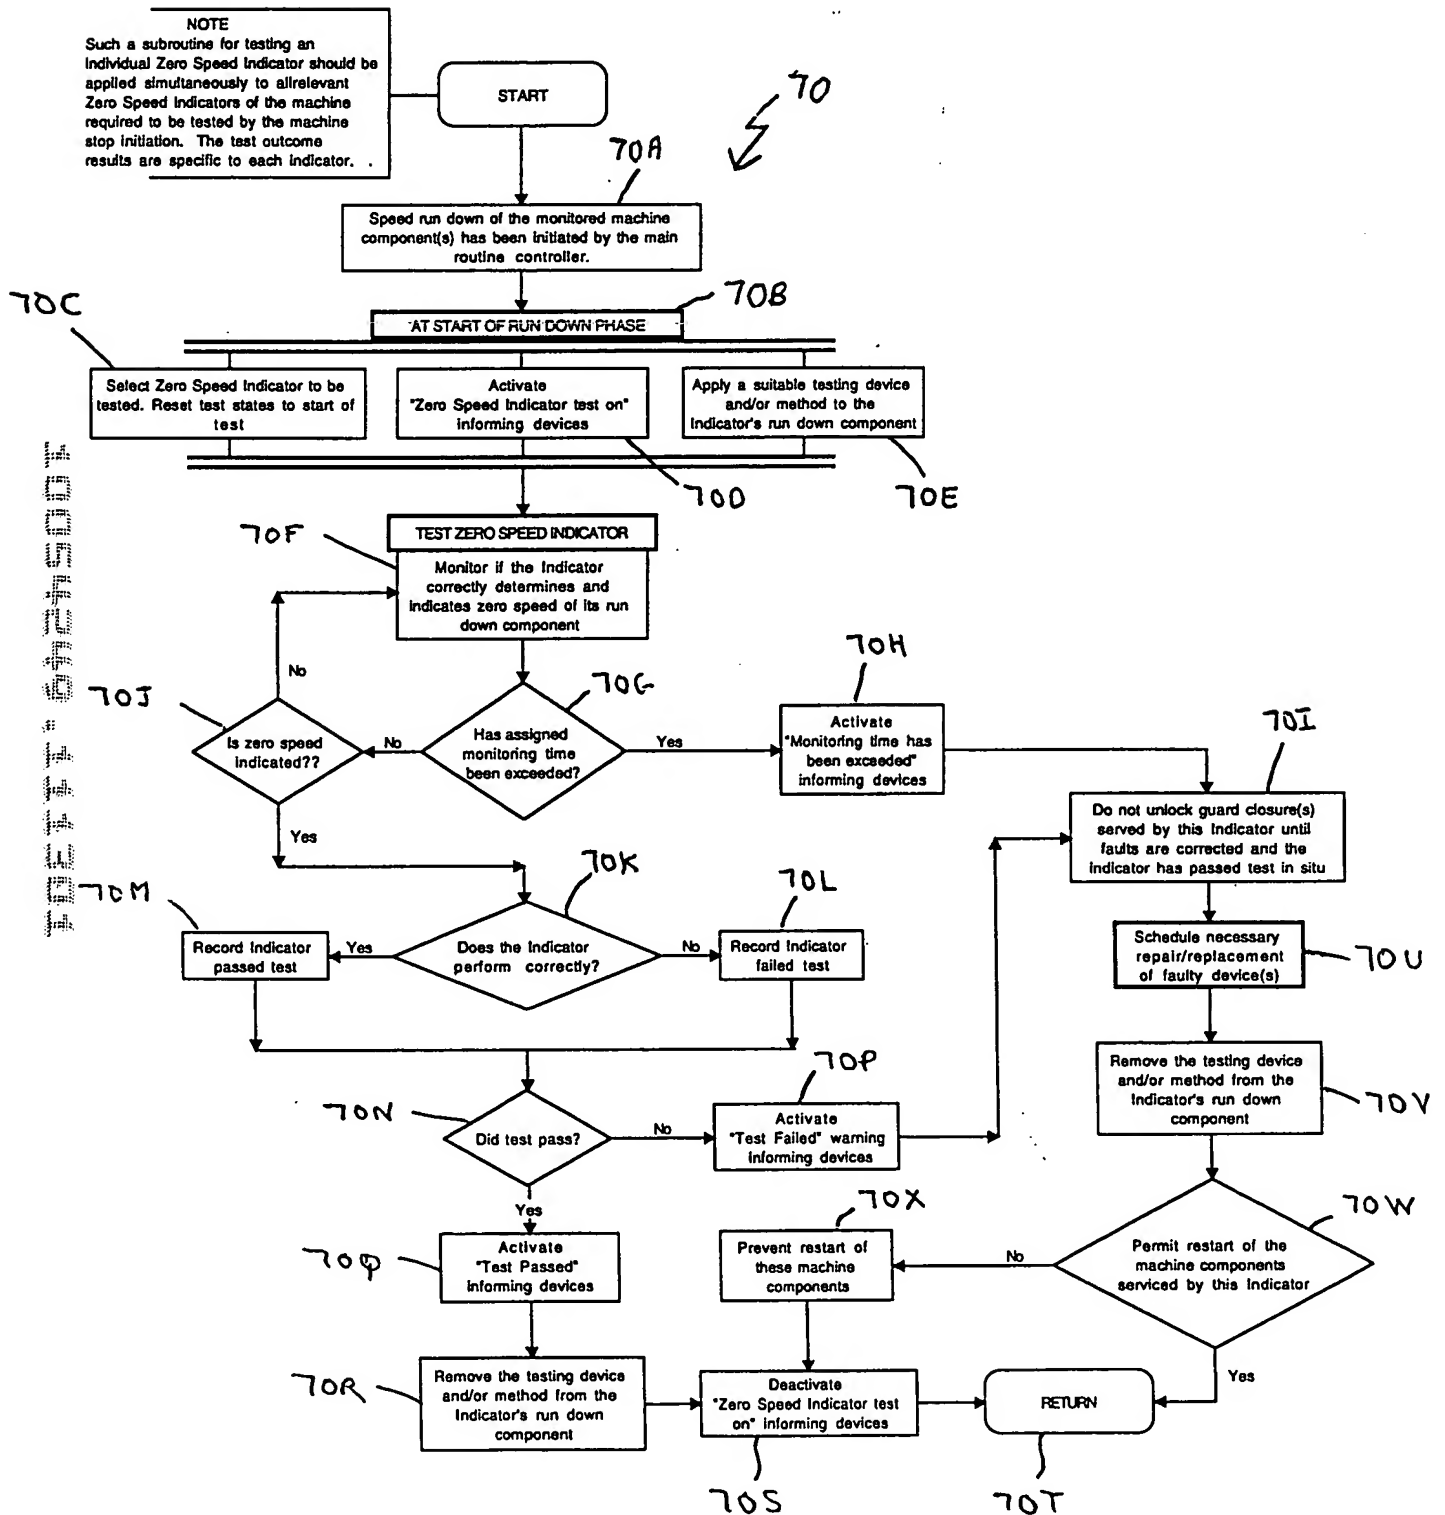 NOTE
Such a subroutine for testing an
Individual Zero Speed Indicator should be
applied simultaneously to allrelevant
Zero Speed Indicators of the machine
required to be tested by the machine
stop initiation. The test outcome
results are specific to each indicator. .
START
70
70A
Speed run down of the monitored machine
component(s) has been initiated by the main
routine controller.
70B
70C
AT START OF RUN DOWN PHASE
Select Zero Speed Indicator to be
tested. Reset test states to start of
test
Activate
"Zero Speed Indicator test on"
informing devices
Apply a suitable testing device
and/or method to the
Indicator's run down component
70D
70E
70F
TEST ZERO SPEED INDICATOR
Monitor if the Indicator
correctly determines and
indicates zero speed of its run
down component
No
70J
70G
70H
Is zero speed
indicated??
No
Has assigned
monitoring time
been exceeded?
Yes
Activate
"Monitoring time has
been exceeded"
informing devices
70I
Do not unlock guard closure(s)
served by this Indicator until
faults are corrected and the
indicator has passed test in situ
Yes
70K
70L
70M
Record Indicator
passed test
Yes
Does the Indicator
perform correctly?
No
Record Indicator
failed test
Schedule necessary
repair/replacement
of faulty device(s)
70U
70P
70N
Did test pass?
No
Activate
"Test Failed" warning
informing devices
Remove the testing device
and/or method from the
Indicator's run down
component
70V
Yes
70X
70W
70Q
Activate
"Test Passed"
informing devices
Prevent restart of
these machine
components
No
Permit restart of the
machine components
serviced by this Indicator
Yes
70R
Remove the testing device
and/or method from the
Indicator's run down
component
Deactivate
"Zero Speed Indicator test
on" informing devices
RETURN
70S
70T